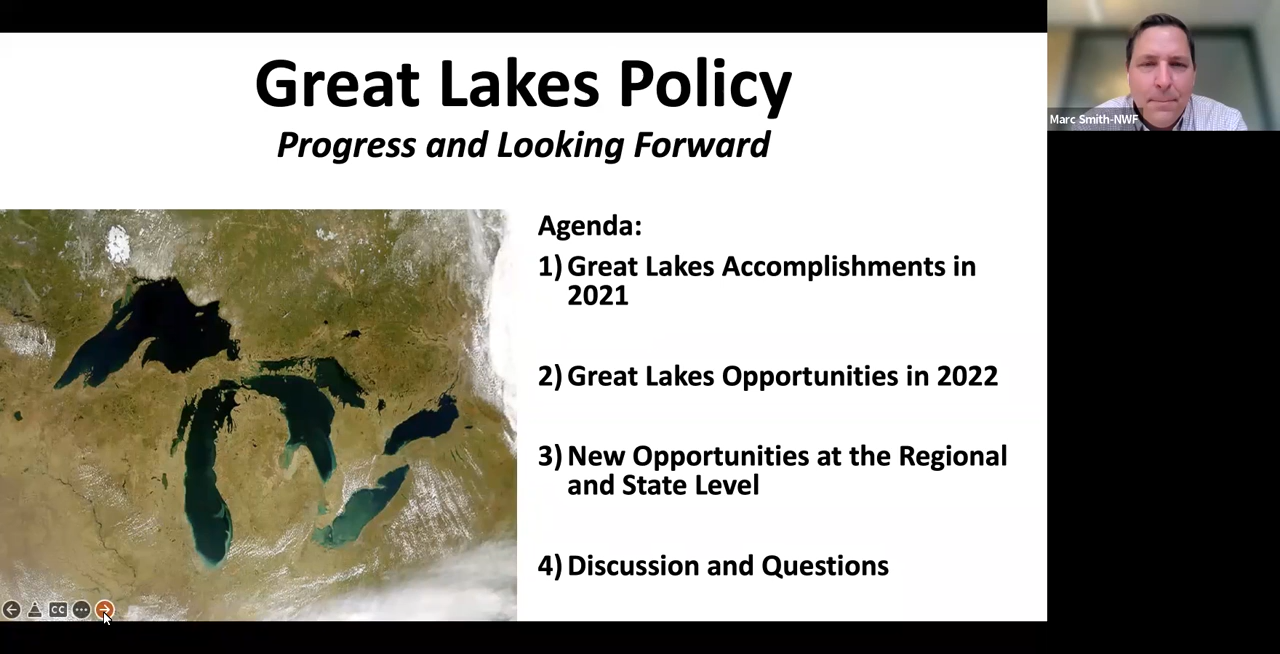 Great Lakes Policy
Progress and Looking Forward
Agenda:
1) Great Lakes Accomplishments in
2021
2) Great Lakes Opportunities in 2022
3) New Opportunities at the Regional
and State Level
4) Discussion and Questions
Marc Smith-NWF
CC